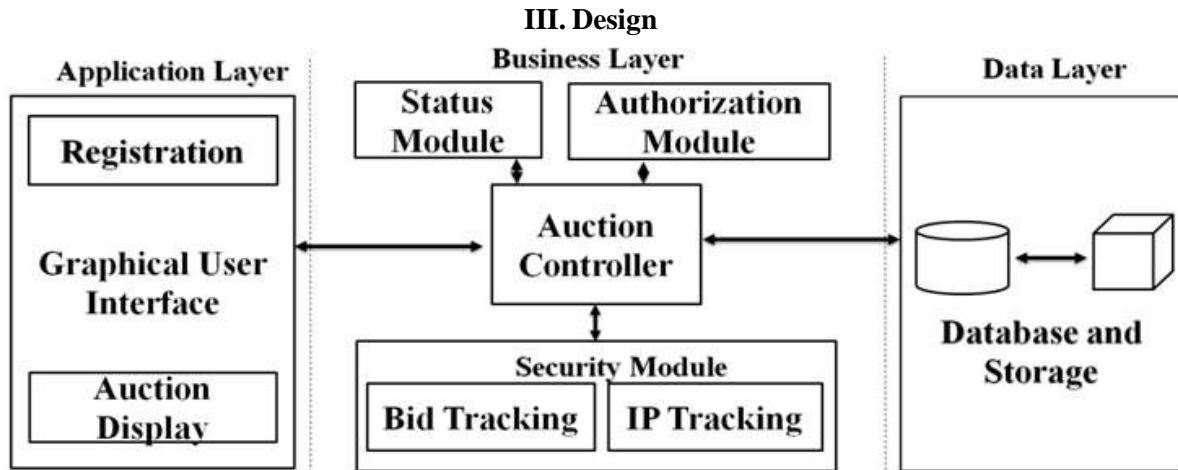 III. Design
Application Layer
Registration
Graphical User
Interface
Auction
Display
Business Layer
Status
Module
Authorization
Module
Auction
Controller
Security Module
Bid Tracking
IP Tracking
Data Layer
Database and
Storage